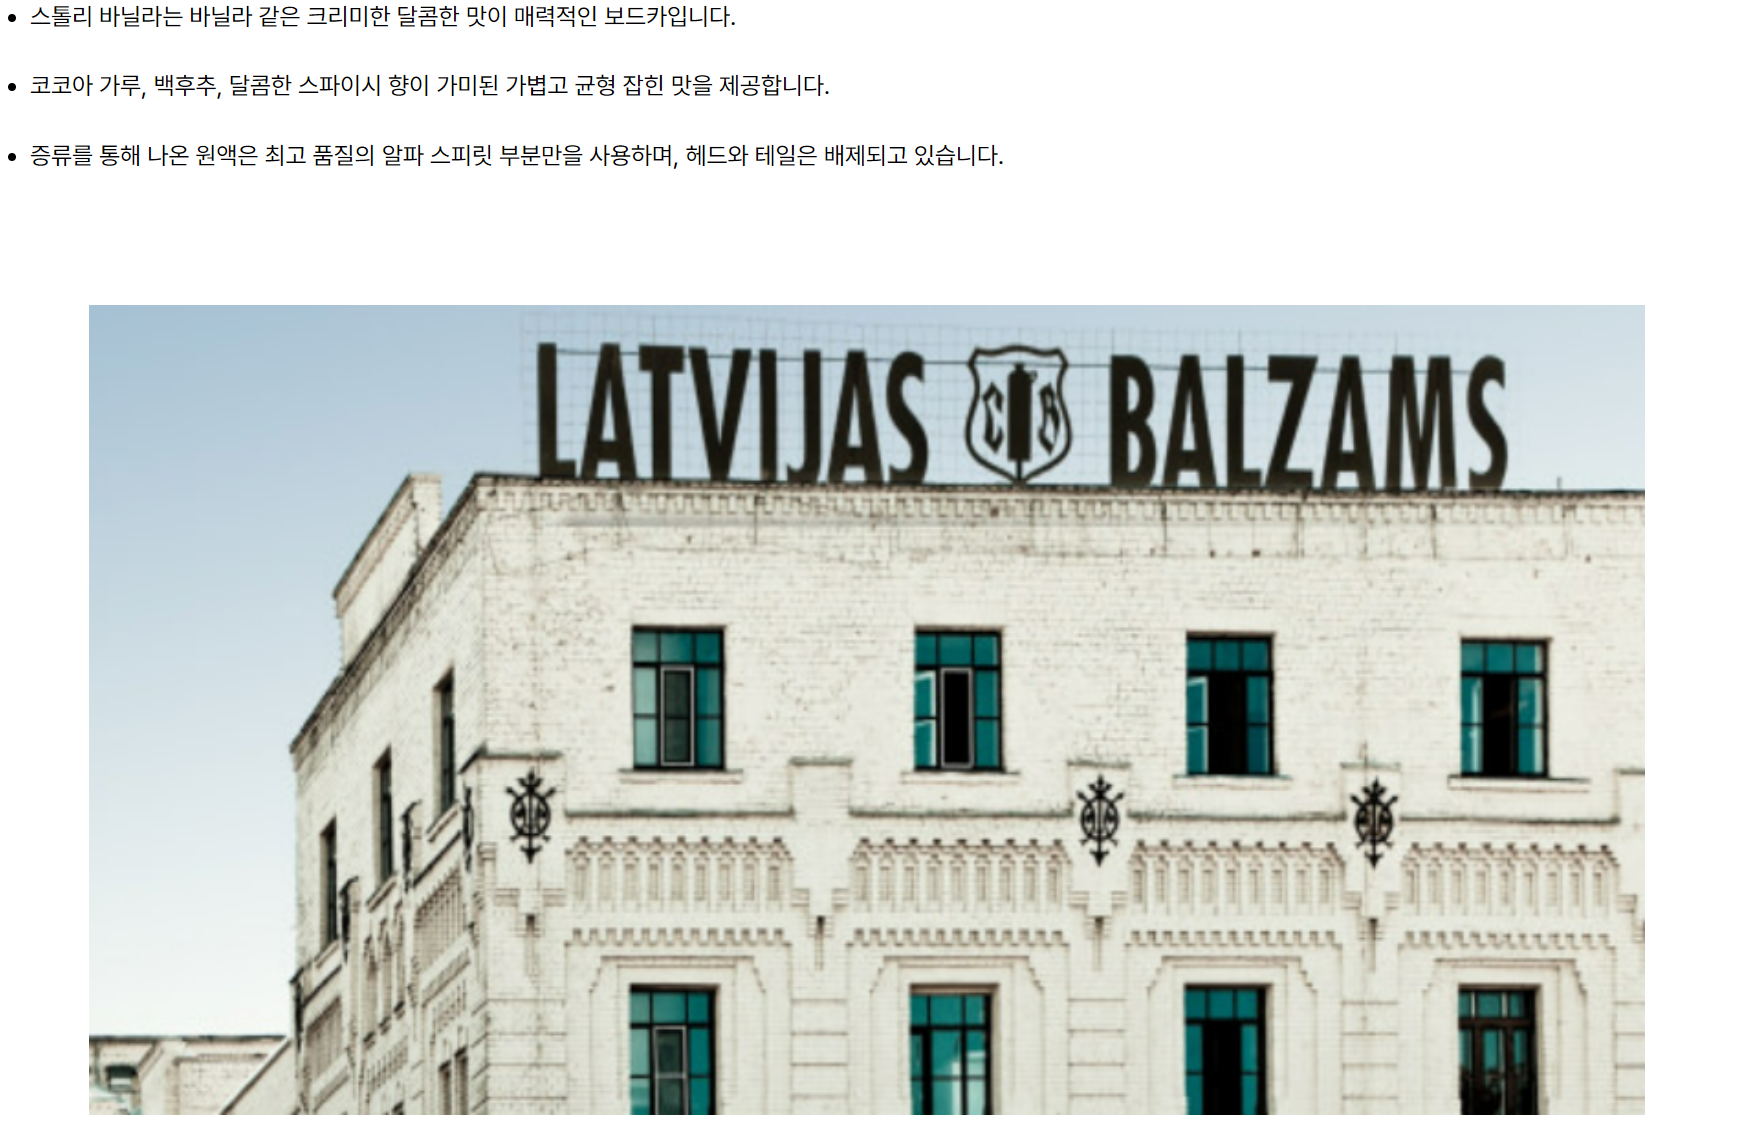 스톨리 바닐라는 바닐라 같은 크리미한 달콤한 맛이 매력적인 보드카입니다.
코코아 가루, 백후추, 달콤한 스파이시 향이 가미된 가볍고 균형 잡힌 맛을 제공합니다.
증류를 통해 나온 원액은 최고 품질의 알파 스피릿 부분만을 사용하며, 헤드와 테일은 배제되고 있습니다.
LATVIJAS BALZAMS